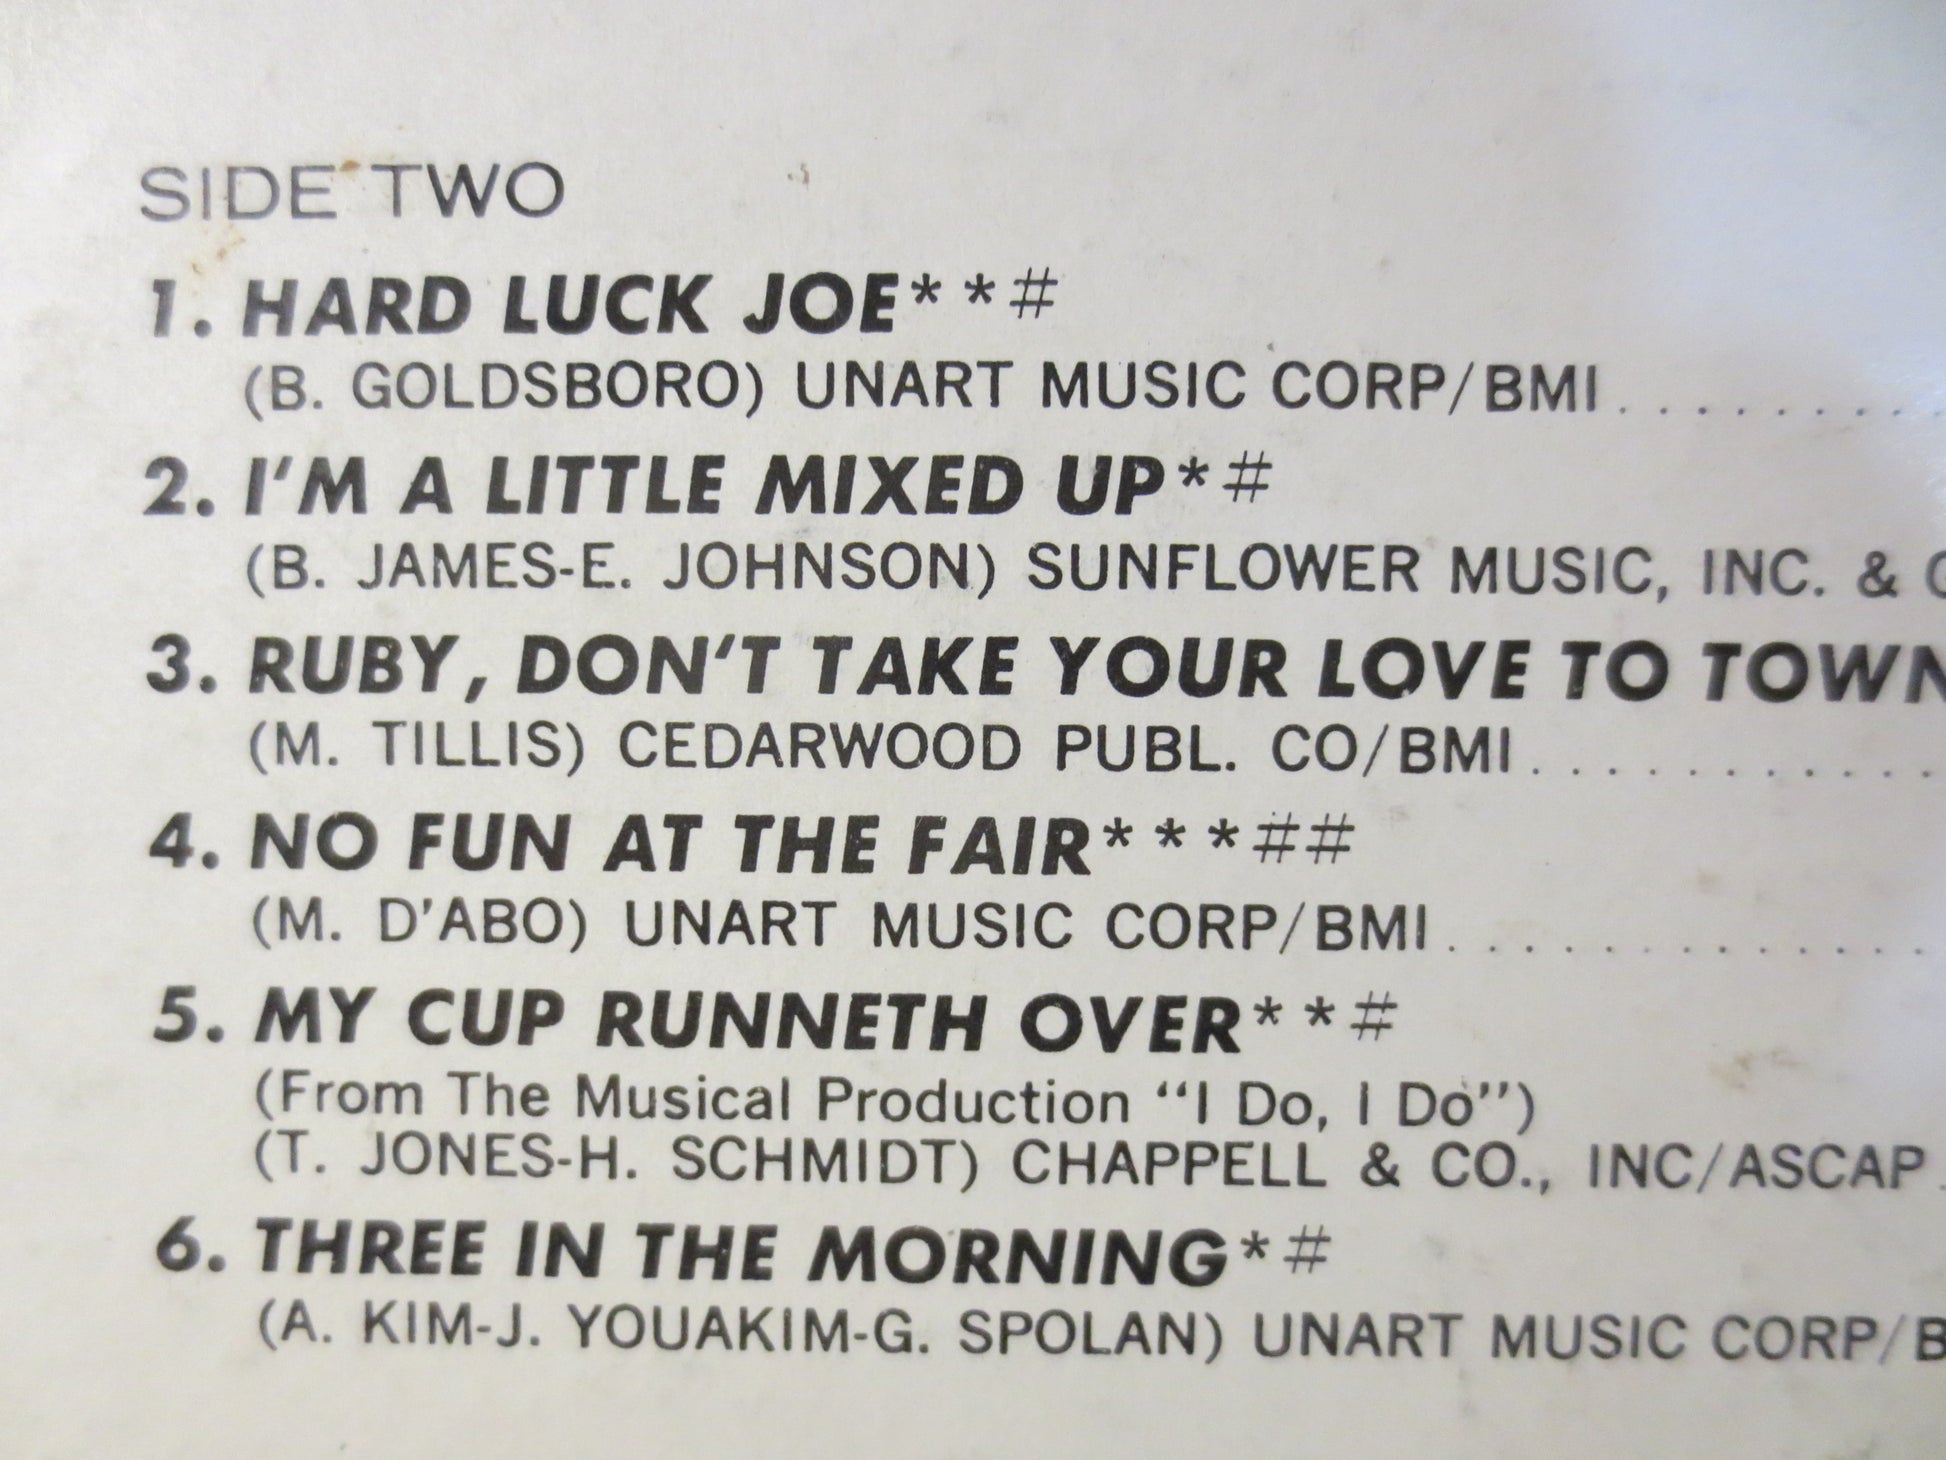 SIDE TWO
1. HARD LUCK JOE**#
(B. GOLDSBORO) UNART MUSIC CORP/BMI..........
2. I'M A LITTLE MIXED UP*#
(B. JAMES-E. JOHNSON) SUNFLOWER MUSIC, INC. &
3. RUBY, DON'T TAKE YOUR LOVE TO TOWN
(M. TILLIS) CEDARWOOD PUBL. CO/BMI...........
4. NO FUN AT THE FAIR***##
(M. D'ABO) UNART MUSIC CORP/BMI.............
5. MY CUP RUNNETH OVER**#
(From The Musical Production "I Do, I Do")
(T. JONES-H. SCHMIDT) CHAPPELL & CO., INC/ASCAP.
6. THREE IN THE MORNING*#
(A. KIM-J. YOUAKIM-G. SPOLAN) UNART MUSIC CORP/B